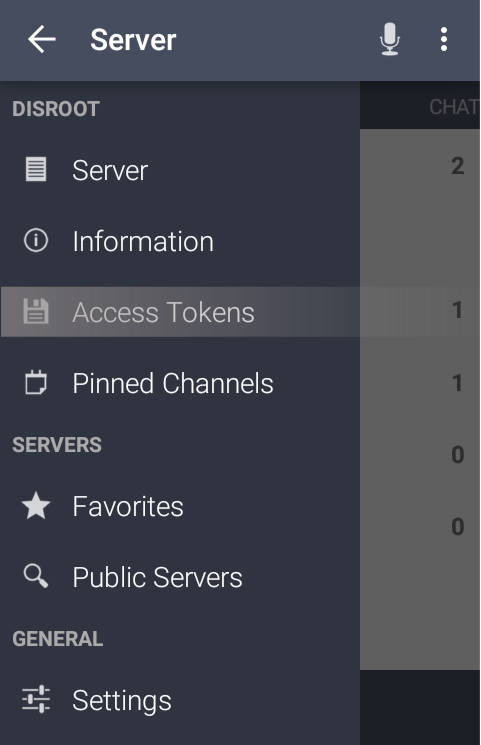 Server
DISROOT
CHAT
Server
2
Information
Access Tokens
1
Pinned Channels
1
SERVERS
0
Favorites
0
Public Servers
GENERAL
Settings